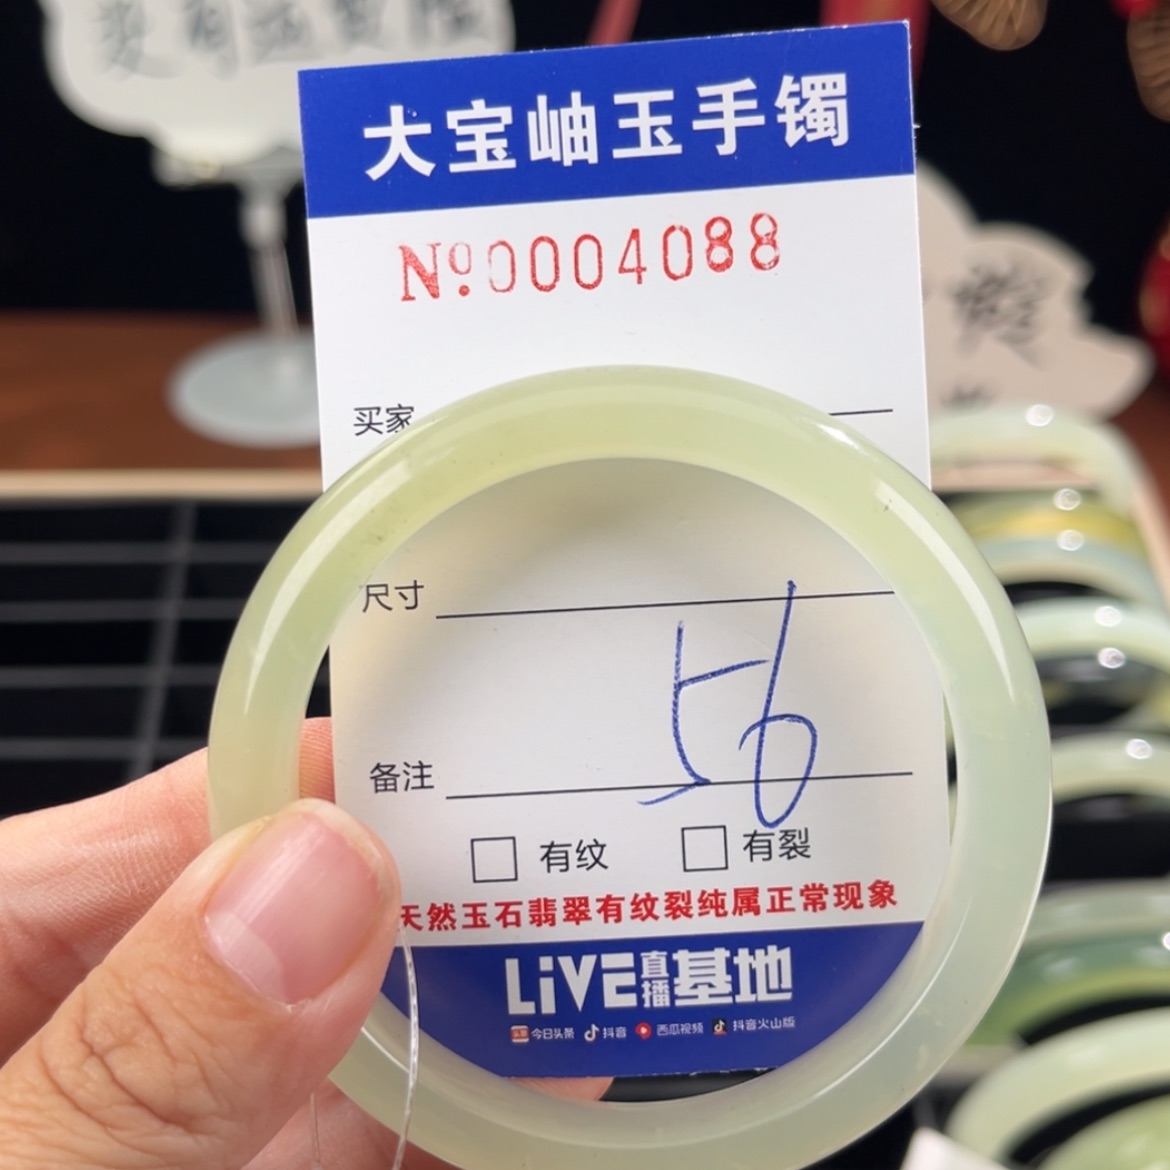 大宝岫玉手镯
№0004088
买家
尺寸
56
备注
有纹 有裂
天然玉石翡翠有纹裂纯属正常现象
LiVE直播基地
头条 今日头条 抖音 西瓜视频 抖音火山版